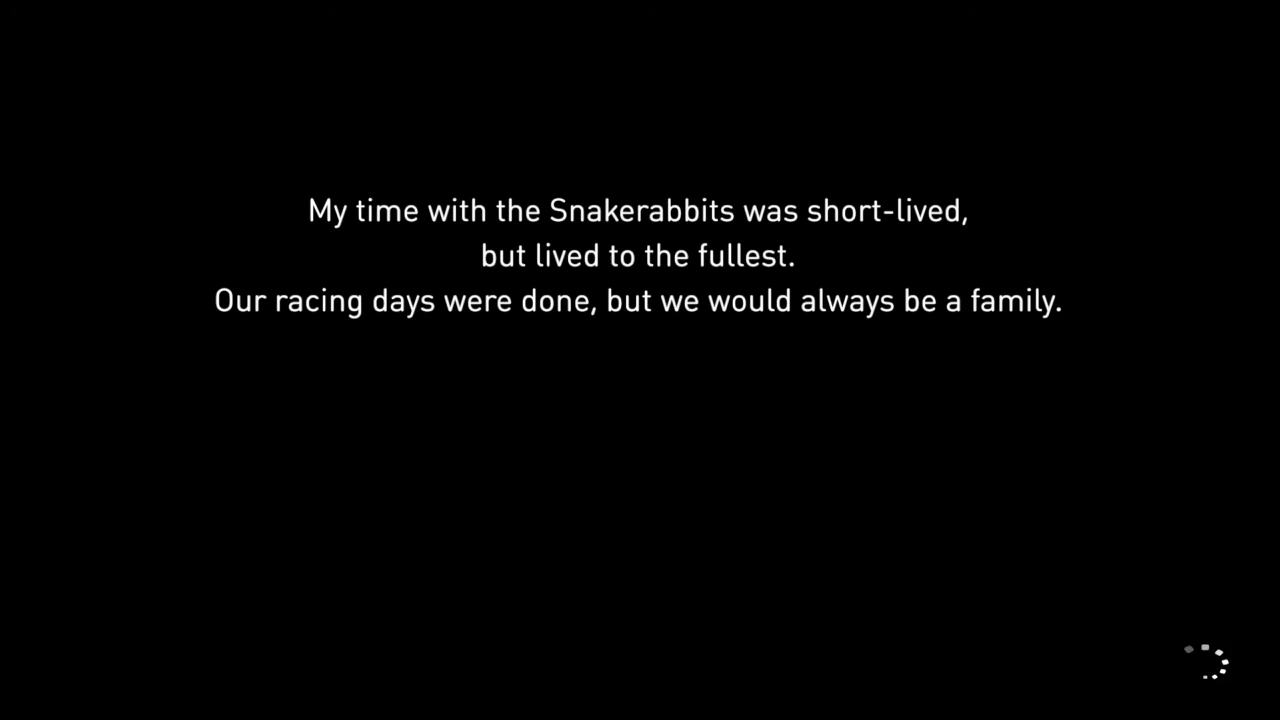 My time with the Snakerabbits was short-lived,
but lived to the fullest.
Our racing days were done, but we would always be a family.